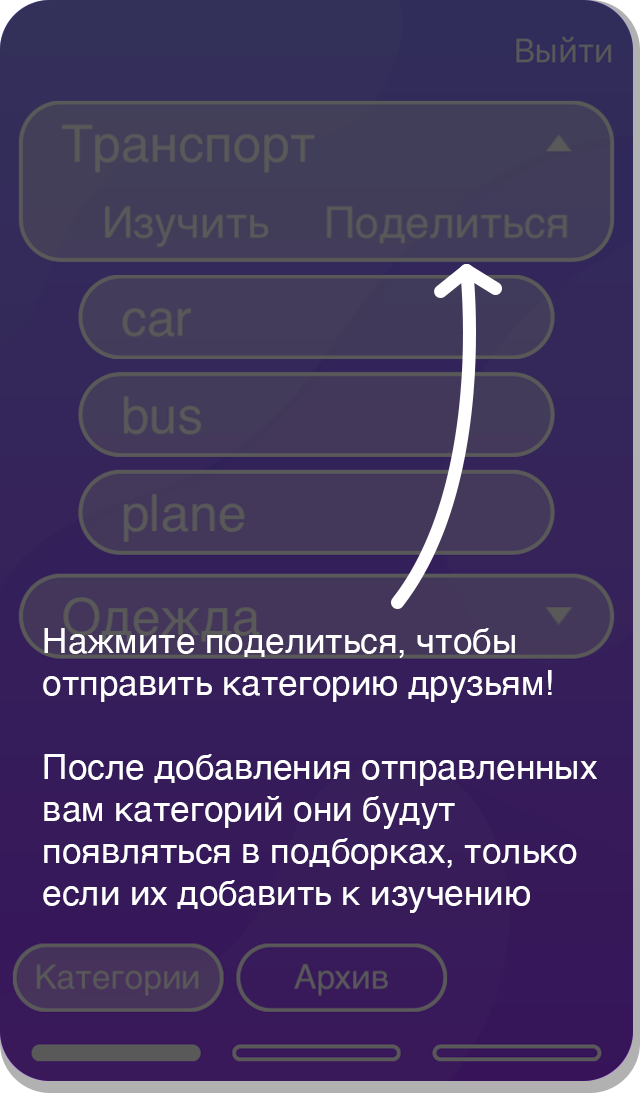 Выйти
Транспорт
Изучить Поделиться
car
bus
plane
Одежда
Нажмите поделиться, чтобы
отправить категорию друзьям!
После добавления отправленных
вам категорий они будут
появляться в подборках, только
если их добавить к изучению
Категории Архив